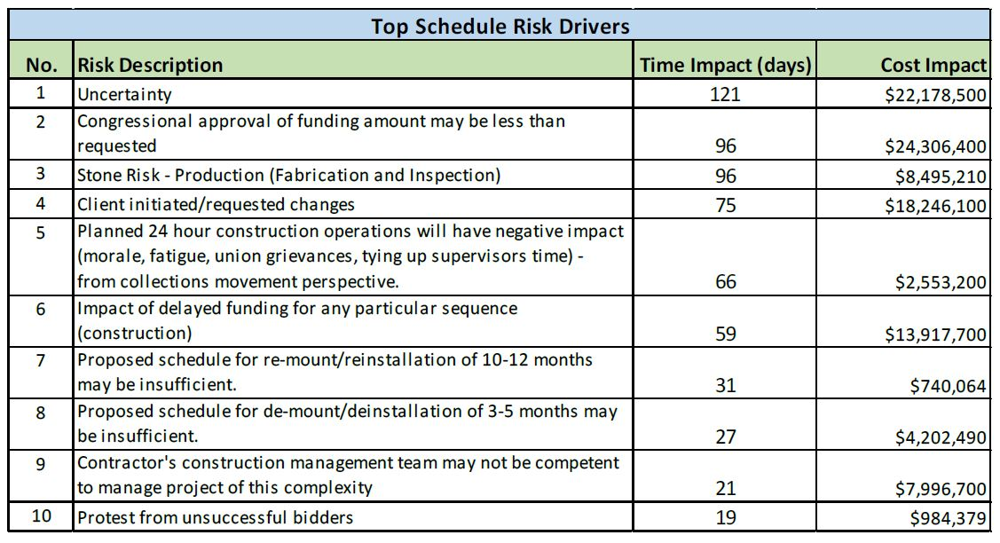 Top Schedule Risk Drivers
No. Risk Description Time Impact (days) Cost Impact
1 Uncertainty 121 $22,178,500
2 Congressional approval of funding amount may be less than
requested 96 $24,306,400
3 Stone Risk - Production (Fabrication and Inspection) 96 $8,495,210
4 Client initiated/requested changes 75 $18,246,100
5 Planned 24 hour construction operations will have negative impact
(morale, fatigue, union grievances, tying up supervisors time) -
from collections movement perspective. 66 $2,553,200
6 Impact of delayed funding for any particular sequence
(construction) 59 $13,917,700
7 Proposed schedule for re-mount/reinstallation of 10-12 months
may be insufficient. 31 $740,064
8 Proposed schedule for de-mount/deinstallation of 3-5 months may
be insufficient. 27 $4,202,490
9 Contractor's construction management team may not be competent
to manage project of this complexity 21 $7,996,700
10 Protest from unsuccessful bidders 19 $984,379